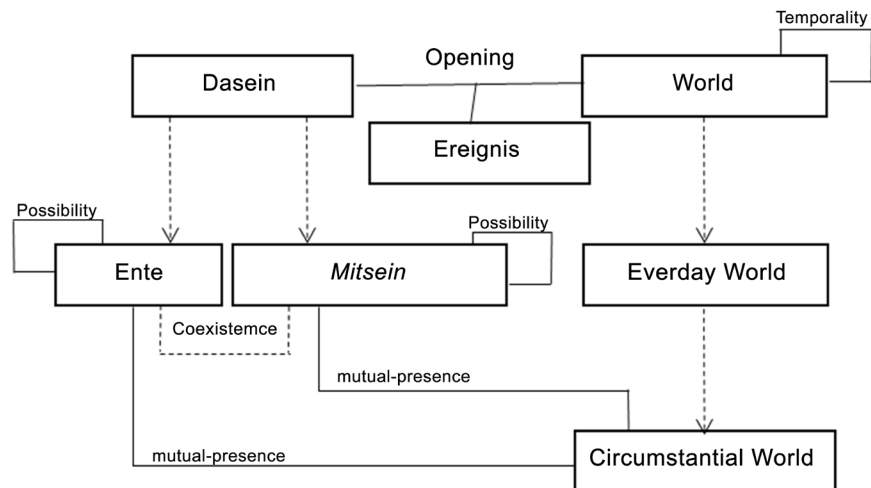 Temporality
Opening
Dasein
World
Ereignis
Possibility
Possibility
Ente
Mitsein
Everday World
Coexistemce
mutual-presence
mutual-presence
Circumstantial World